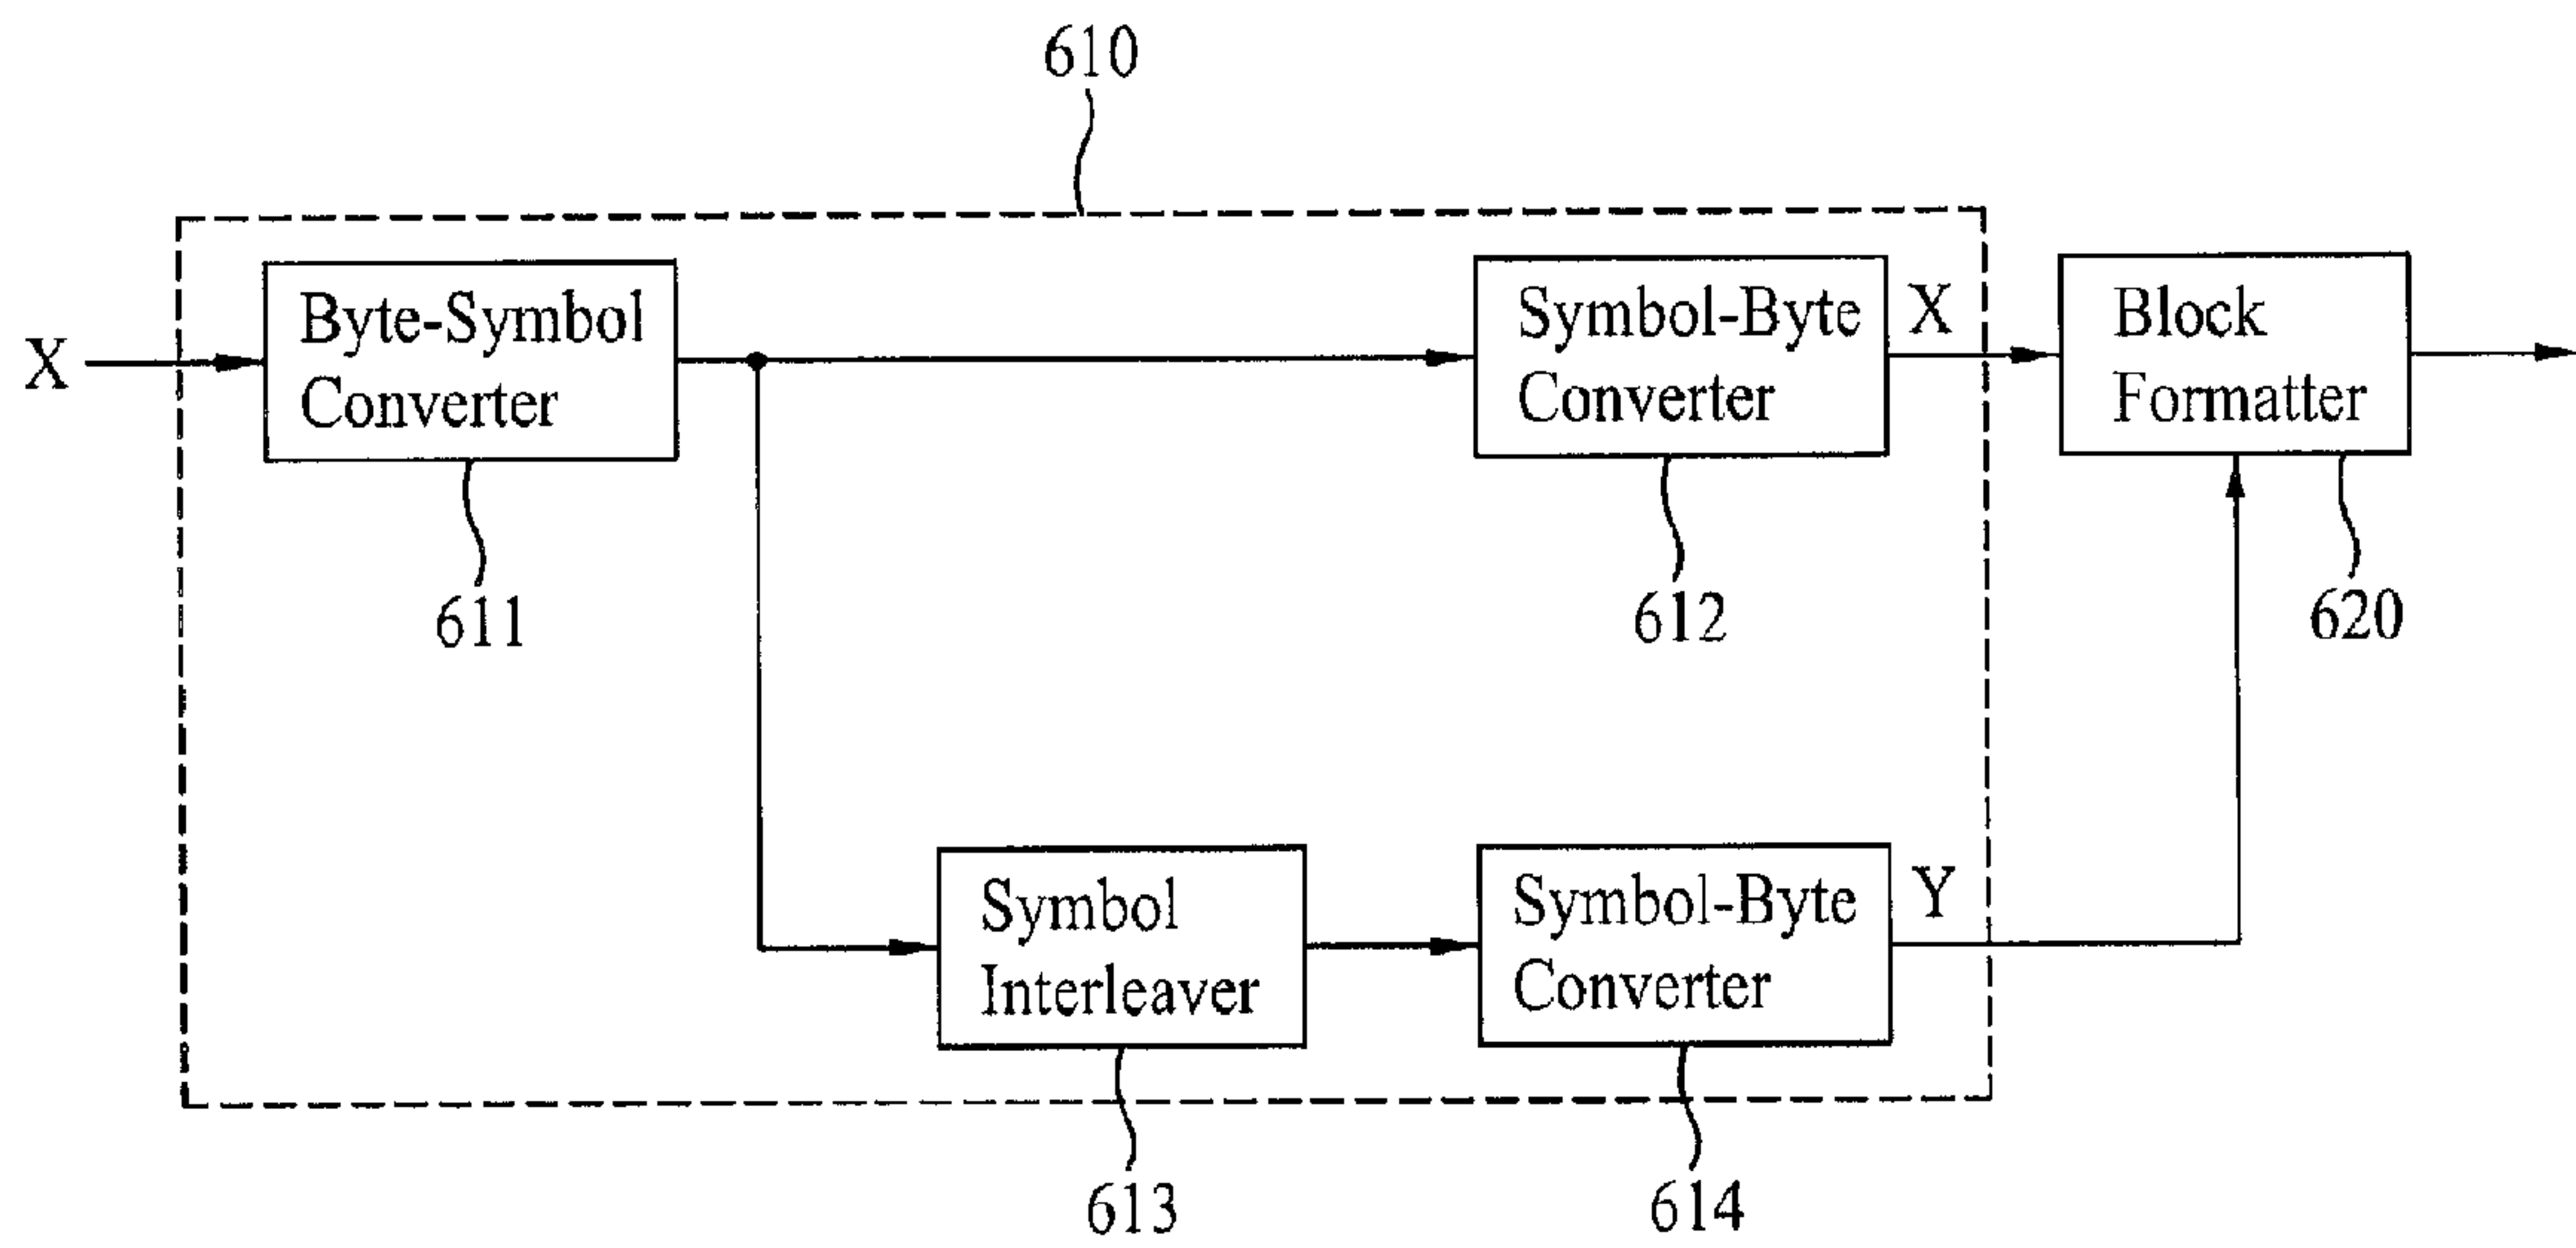 610
X
Byte-Symbol
Converter
611
Symbol-Byte
Converter
612
X
Block
Formatter
620
Symbol
Interleaver
613
Symbol-Byte
Converter
614
Y